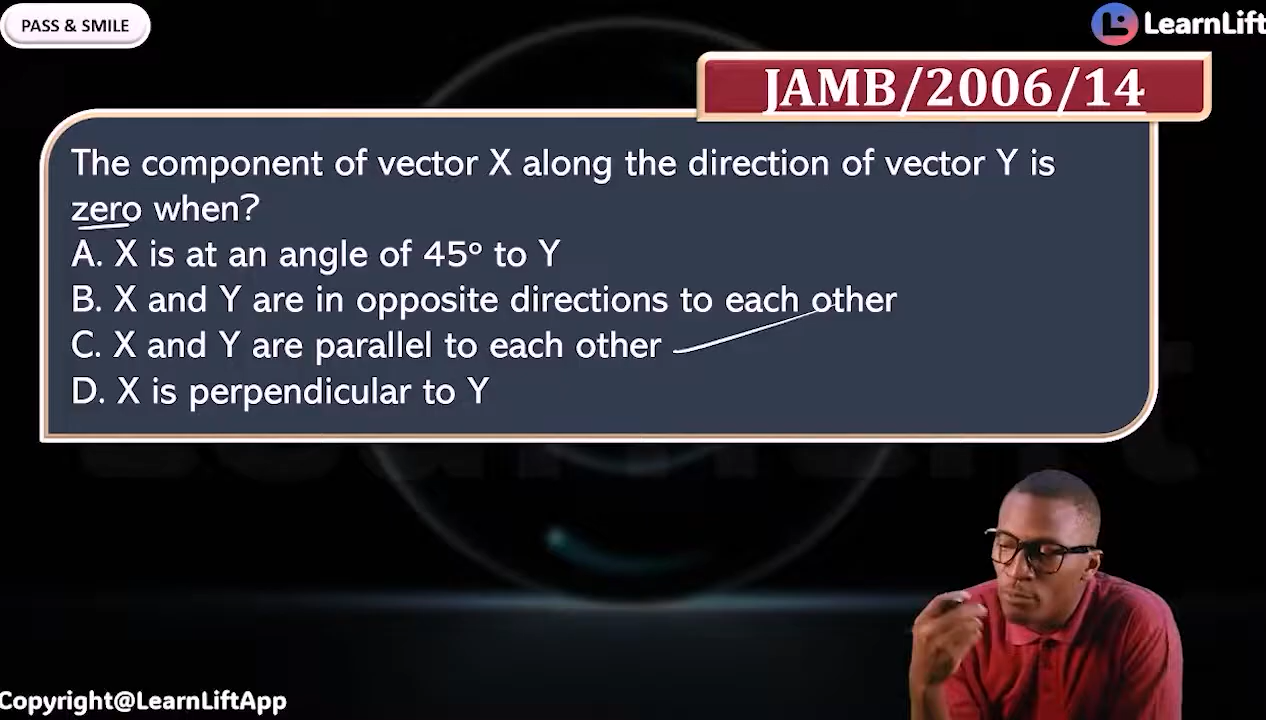 PASS & SMILE
LearnLift
JAMB/2006/14
The component of vector X along the direction of vector Y is
zero when?
A. X is at an angle of 45° to Y
B. X and Y are in opposite directions to each other
C. X and Y are parallel to each other
D. X is perpendicular to Y
Copyright@LearnLiftApp